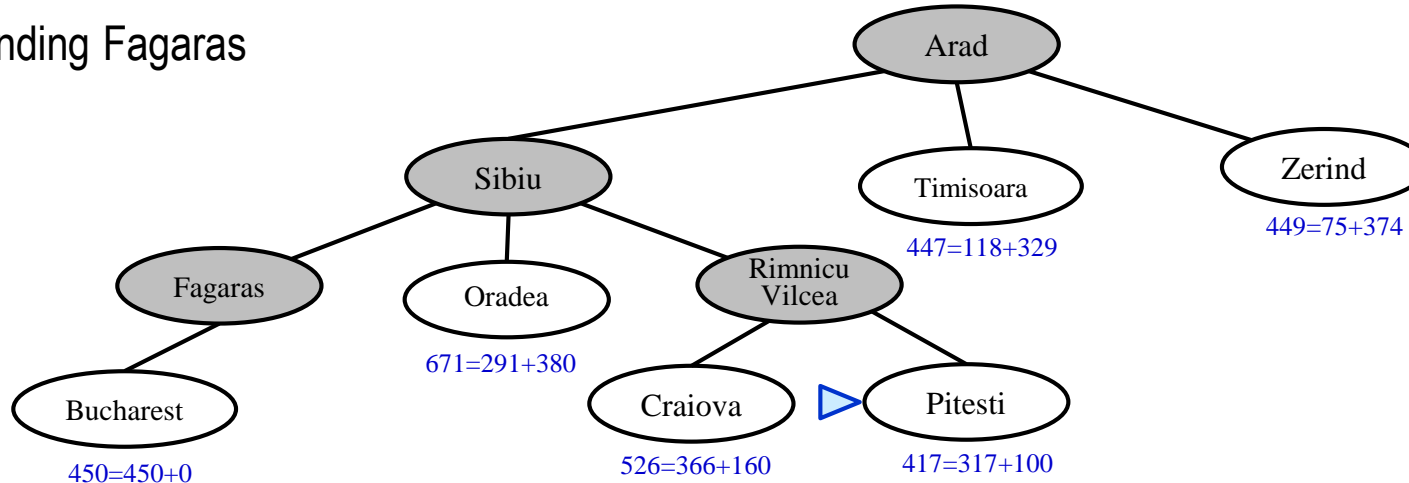 nding Fagaras
Arad
Sibiu
Timisoara
447=118+329
Zerind
449=75+374
Fagaras
Oradea
671=291+380
Rimnicu
Vilcea
Bucharest
450=450+0
Craiova
526=366+160
Pitesti
417=317+100